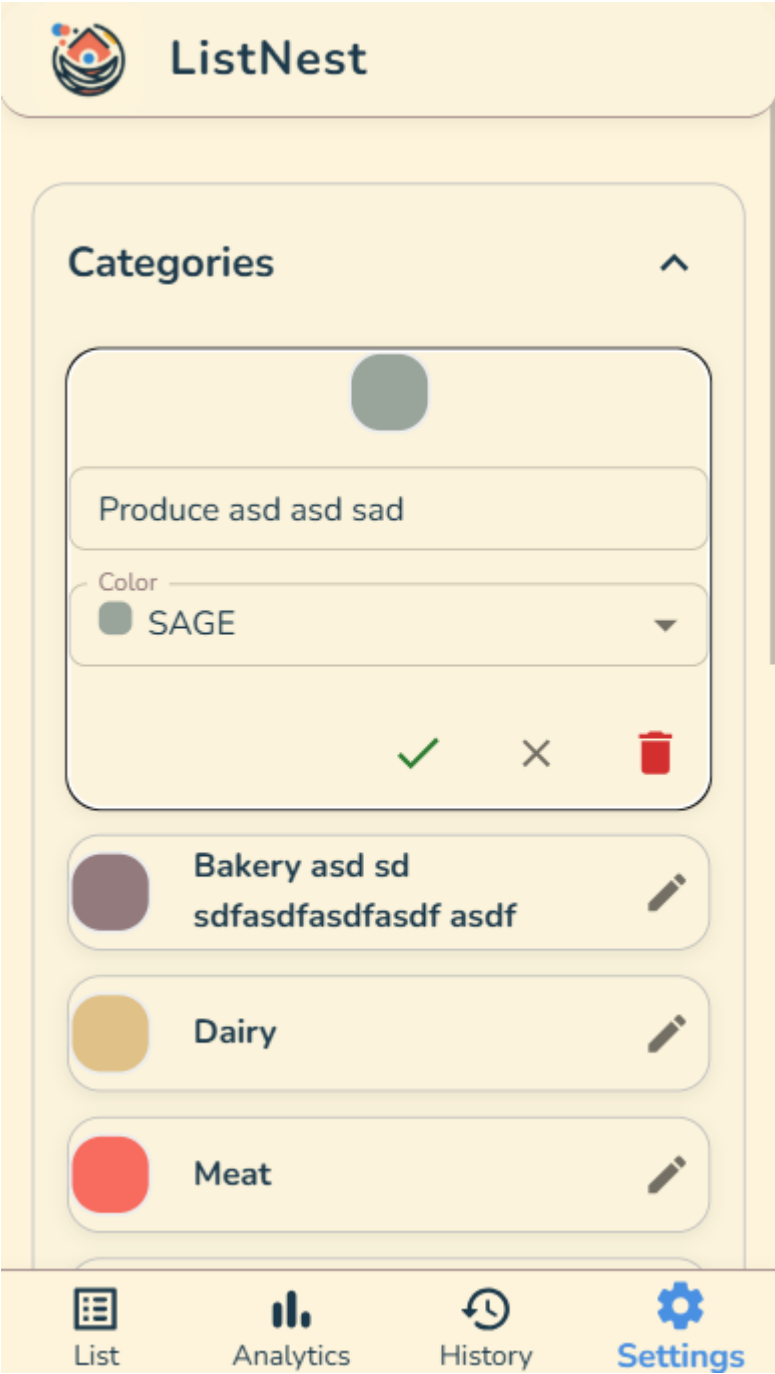 ListNest
Categories
Produce asd asd sad
Color
SAGE
Bakery asd sd
sdfasdfasdfasdf asdf
Dairy
Meat
List
Analytics
History
Settings